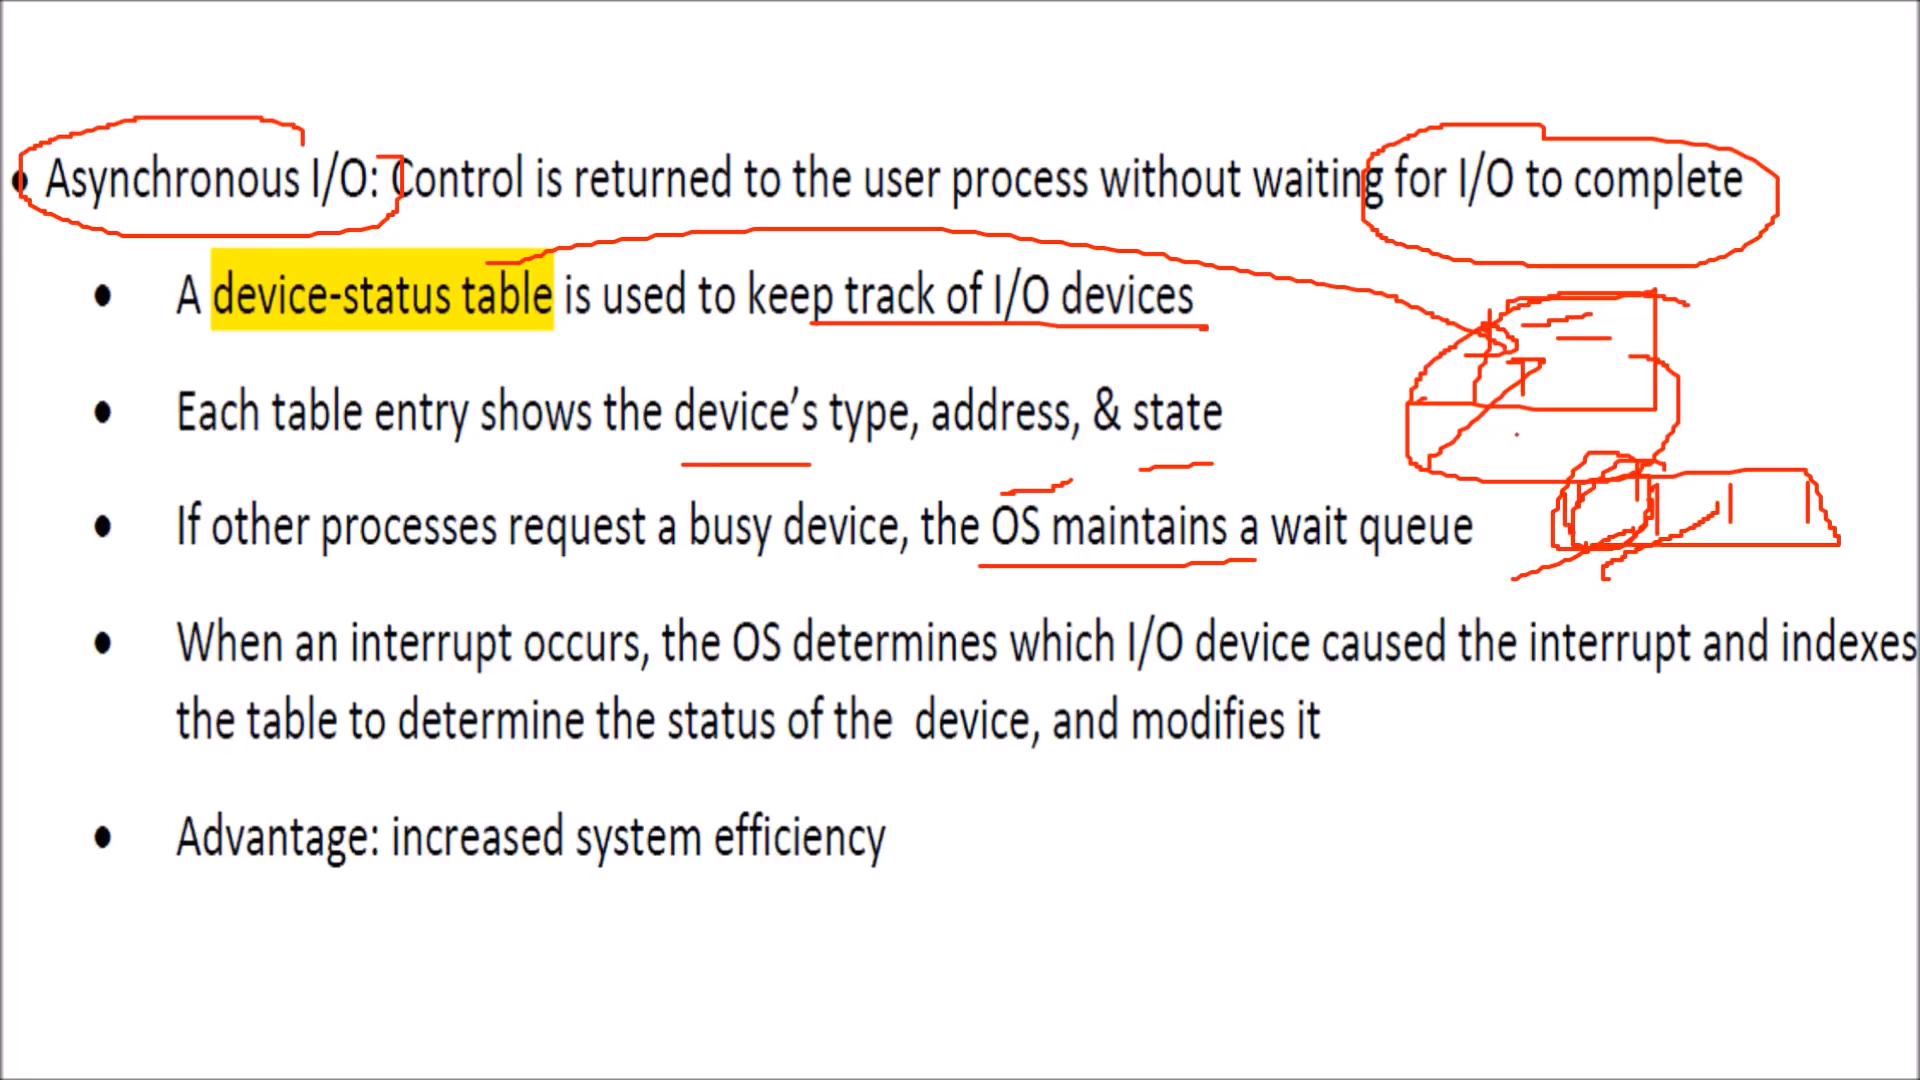 • Asynchronous I/O: Control is returned to the user process without waiting for I/O to complete
• A device-status table is used to keep track of I/O devices
• Each table entry shows the device’s type, address, & state
• If other processes request a busy device, the OS maintains a wait queue
• When an interrupt occurs, the OS determines which I/O device caused the interrupt and indexes
the table to determine the status of the device, and modifies it
• Advantage: increased system efficiency